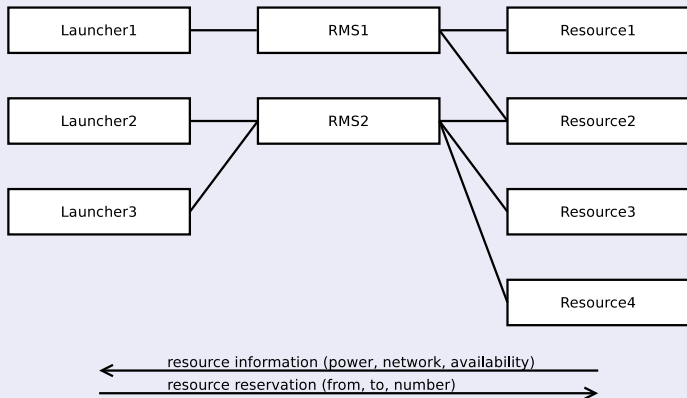 Launcher1 RMS1 Resource1
Launcher2 RMS2 Resource2
Launcher3 Resource3
Resource4
resource information (power, network, availability)
resource reservation (from, to, number)